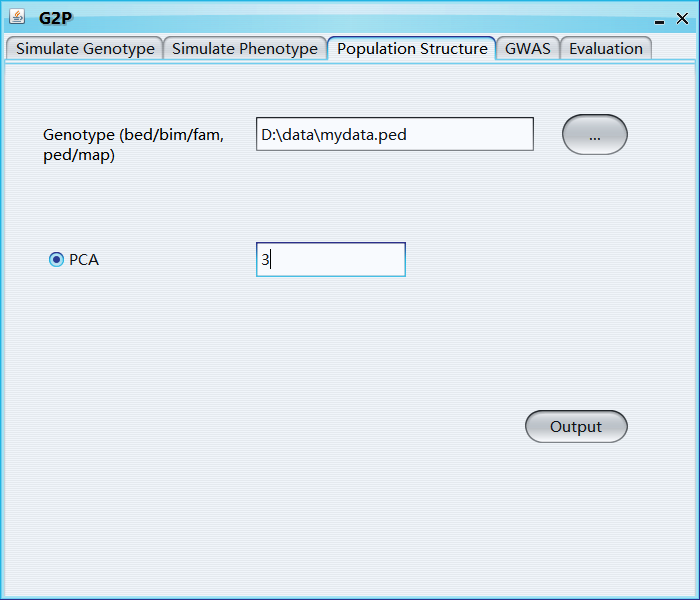 G2P
Simulate Genotype Simulate Phenotype Population Structure GWAS Evaluation
Genotype (bed/bim/fam, D:\data\mydata.ped ...
ped/map)
PCA 3
Output